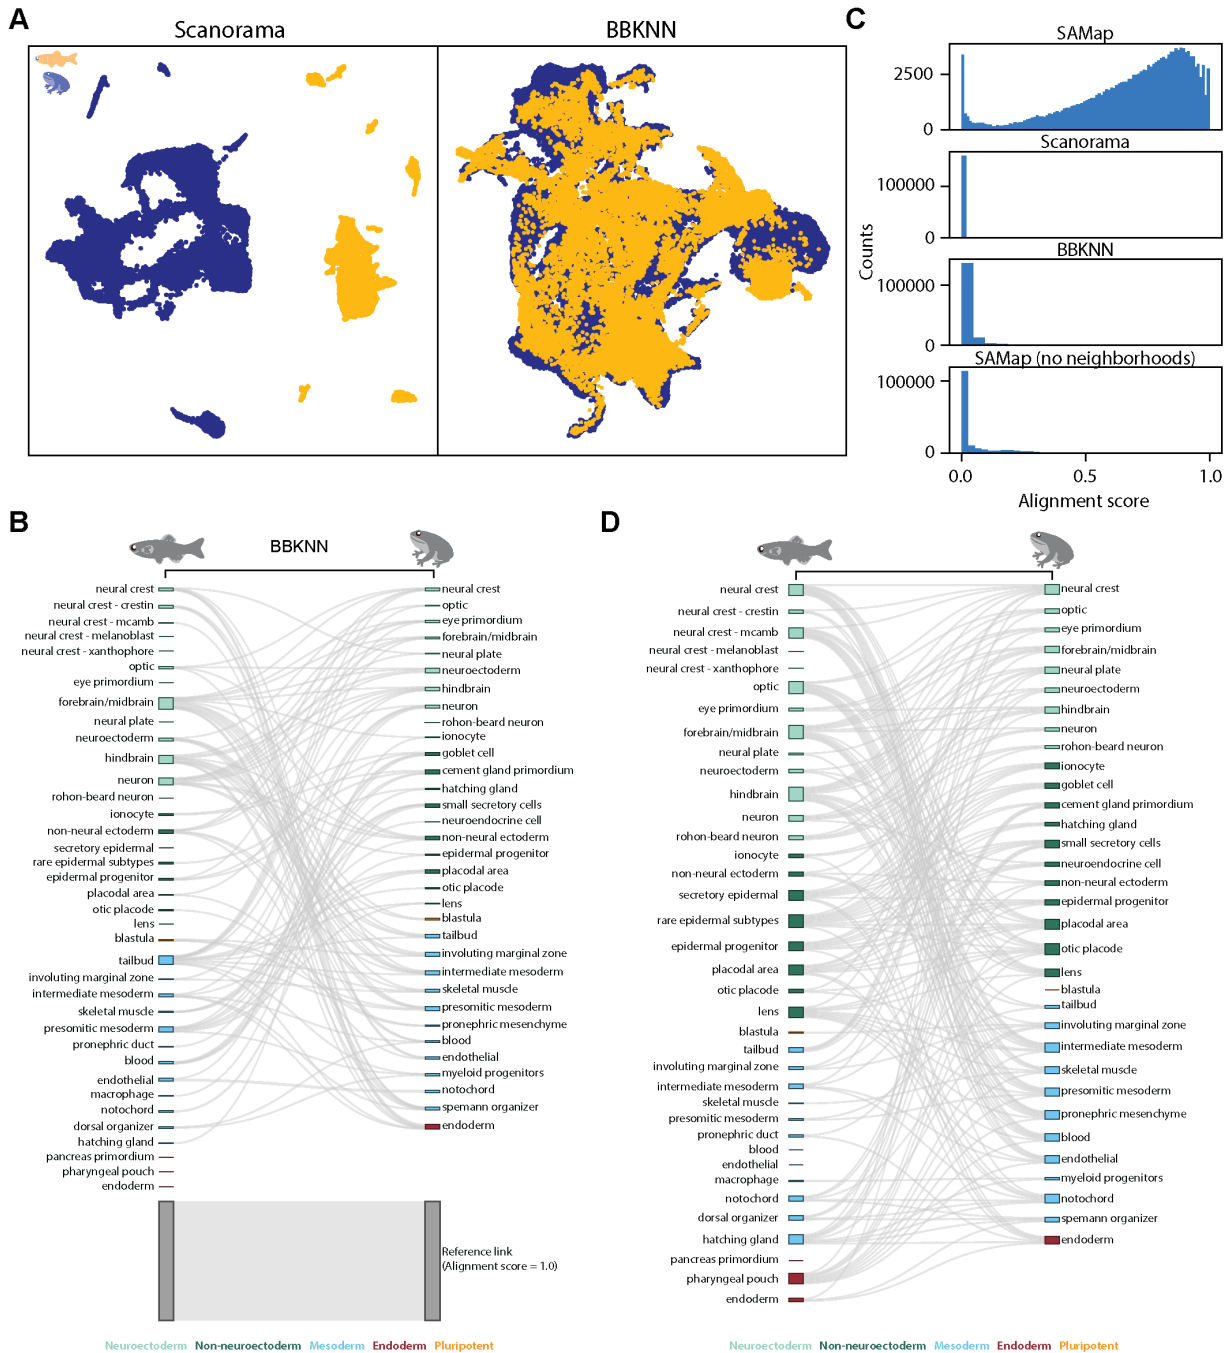 A
Scanorama
BBKNN
C
SAMap
2500
0
Scanorama
100000
0
BBKNN
100000
0
SAMap (no neighborhoods)
100000
0
0.0
0.5
1.0
Counts
Alignment score
B
BBKNN
neural crest
neural crest - crestin
neural crest - mcamb
neural crest - melanoblast
neural crest - xanthophore
optic
eye primordium
forebrain/midbrain
neural plate
neuroectoderm
hindbrain
neuron
rohon-beard neuron
ionocyte
non-neural ectoderm
secretory epidermal
rare epidermal subtypes
epidermal progenitor
placodal area
otic placode
lens
blastula
tailbud
involuting marginal zone
intermediate mesoderm
skeletal muscle
presomitic mesoderm
pronephric duct
blood
endothelial
macrophage
notochord
dorsal organizer
hatching gland
pancreas primordium
pharyngeal pouch
endoderm
neural crest
optic
eye primordium
forebrain/midbrain
neural plate
neuroectoderm
hindbrain
neuron
rohon-beard neuron
ionocyte
goblet cell
cement gland primordium
hatching gland
small secretory cells
neuroendocrine cell
non-neural ectoderm
epidermal progenitor
placodal area
otic placode
lens
blastula
tailbud
involuting marginal zone
intermediate mesoderm
skeletal muscle
presomitic mesoderm
pronephric mesenchyme
blood
endothelial
myeloid progenitors
notochord
spemann organizer
endoderm
Reference link
(Alignment score = 1.0)
Neuroectoderm Non-neuroectoderm Mesoderm Endoderm Pluripotent
D
neural crest
neural crest - crestin
neural crest - mcamb
neural crest - melanoblast
neural crest - xanthophore
optic
eye primordium
forebrain/midbrain
neural plate
neuroectoderm
hindbrain
neuron
rohon-beard neuron
ionocyte
non-neural ectoderm
secretory epidermal
rare epidermal subtypes
epidermal progenitor
placodal area
otic placode
lens
blastula
tailbud
involuting marginal zone
intermediate mesoderm
skeletal muscle
presomitic mesoderm
pronephric duct
blood
endothelial
macrophage
notochord
dorsal organizer
hatching gland
pancreas primordium
pharyngeal pouch
endoderm
neural crest
optic
eye primordium
forebrain/midbrain
neural plate
neuroectoderm
hindbrain
neuron
rohon-beard neuron
ionocyte
goblet cell
cement gland primordium
hatching gland
small secretory cells
neuroendocrine cell
non-neural ectoderm
epidermal progenitor
placodal area
otic placode
lens
blastula
tailbud
involuting marginal zone
intermediate mesoderm
skeletal muscle
presomitic mesoderm
pronephric mesenchyme
blood
endothelial
myeloid progenitors
notochord
spemann organizer
endoderm
Neuroectoderm Non-neuroectoderm Mesoderm Endoderm Pluripotent